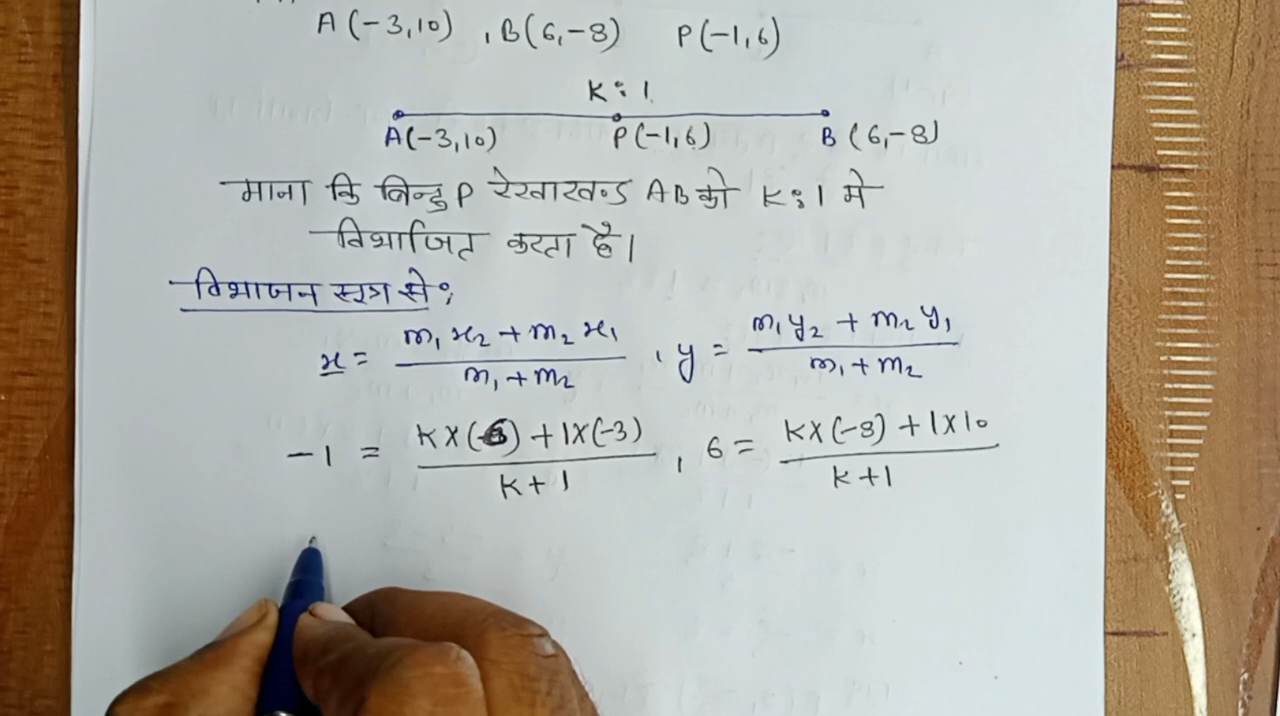 A(-3,10) , B(6,-8) P(-1,6)
K:1
A(-3,10) P(-1,6) B(6,-8)
माना कि बिन्दु P रेखाखण्ड AB को K:1 मे
विभाजित करता है।
विभाजन सूत्र से:
x = (m₁x₂ + m₂x₁)/(m₁+m₂) , y = (m₁y₂ + m₂y₁)/(m₁+m₂)
-1 = (K×(6)+1×(-3))/(K+1) , 6 = (K×(-8)+1×10)/(K+1)